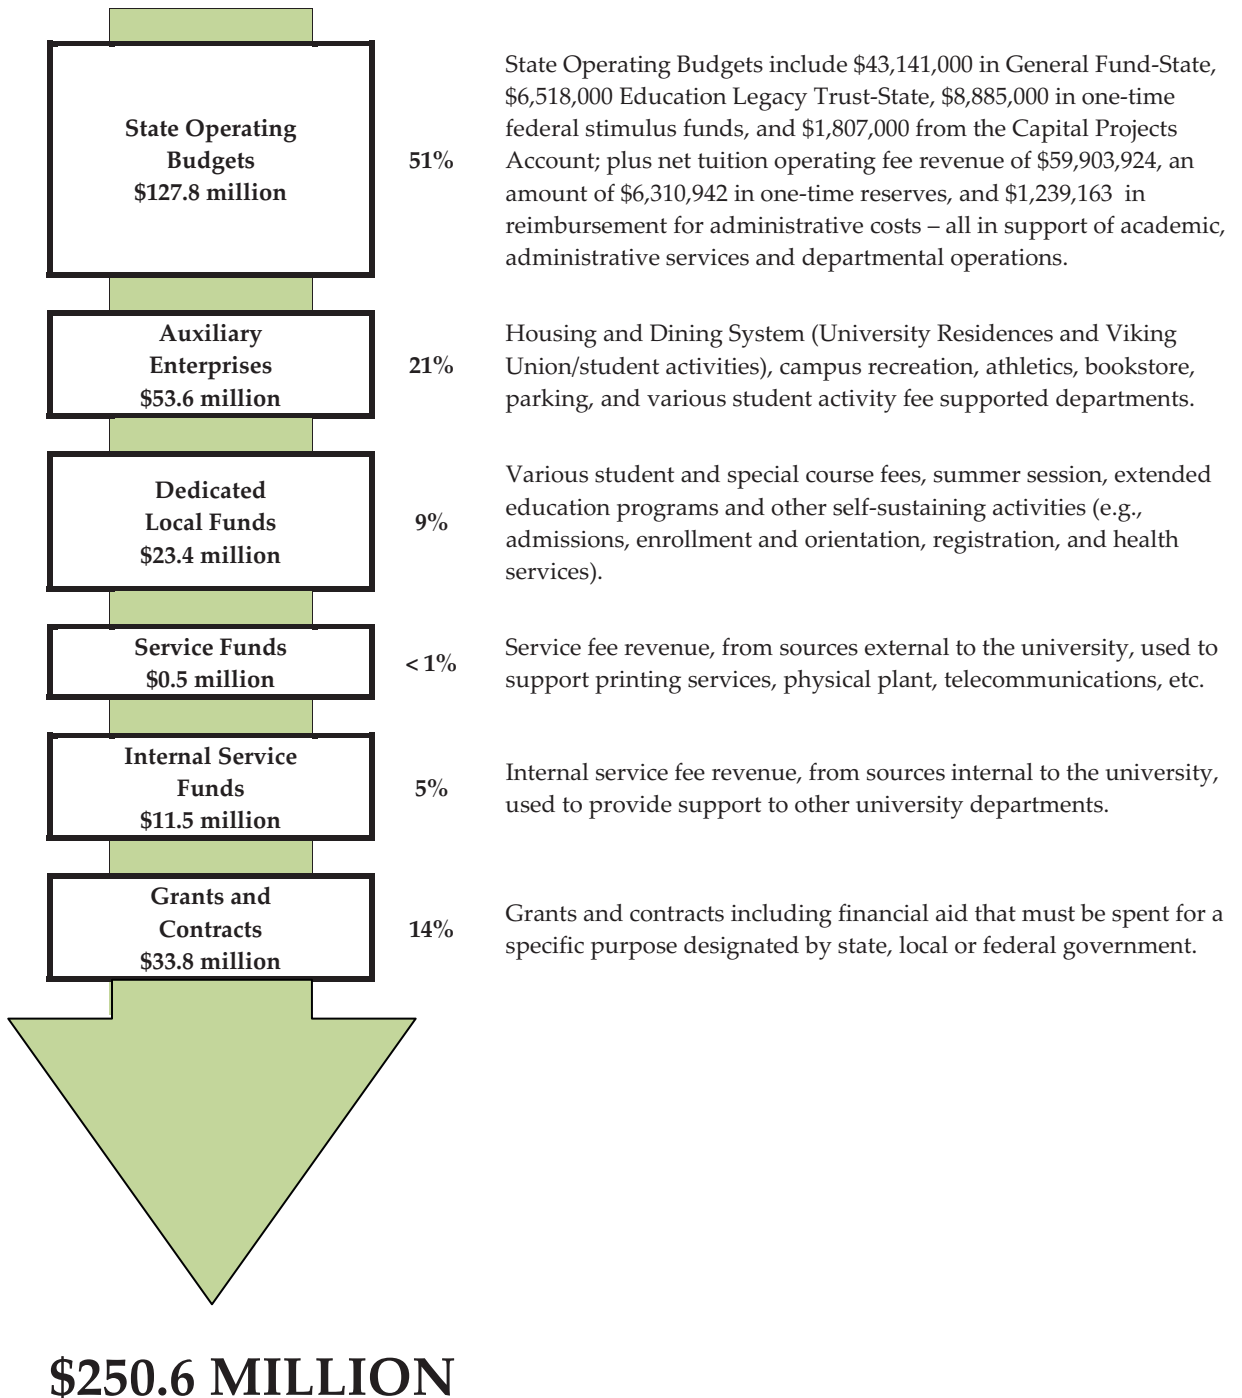 State Operating
Budgets
$127.8 million
51%
State Operating Budgets include $43,141,000 in General Fund-State,
$6,518,000 Education Legacy Trust-State, $8,885,000 in one-time
federal stimulus funds, and $1,807,000 from the Capital Projects
Account; plus net tuition operating fee revenue of $59,903,924, an
amount of $6,310,942 in one-time reserves, and $1,239,163 in
reimbursement for administrative costs – all in support of academic,
administrative services and departmental operations.
Auxiliary
Enterprises
$53.6 million
21%
Housing and Dining System (University Residences and Viking
Union/student activities), campus recreation, athletics, bookstore,
parking, and various student activity fee supported departments.
Dedicated
Local Funds
$23.4 million
9%
Various student and special course fees, summer session, extended
education programs and other self-sustaining activities (e.g.,
admissions, enrollment and orientation, registration, and health
services).
Service Funds
$0.5 million
< 1%
Service fee revenue, from sources external to the university, used to
support printing services, physical plant, telecommunications, etc.
Internal Service
Funds
$11.5 million
5%
Internal service fee revenue, from sources internal to the university,
used to provide support to other university departments.
Grants and
Contracts
$33.8 million
14%
Grants and contracts including financial aid that must be spent for a
specific purpose designated by state, local or federal government.
$250.6 MILLION